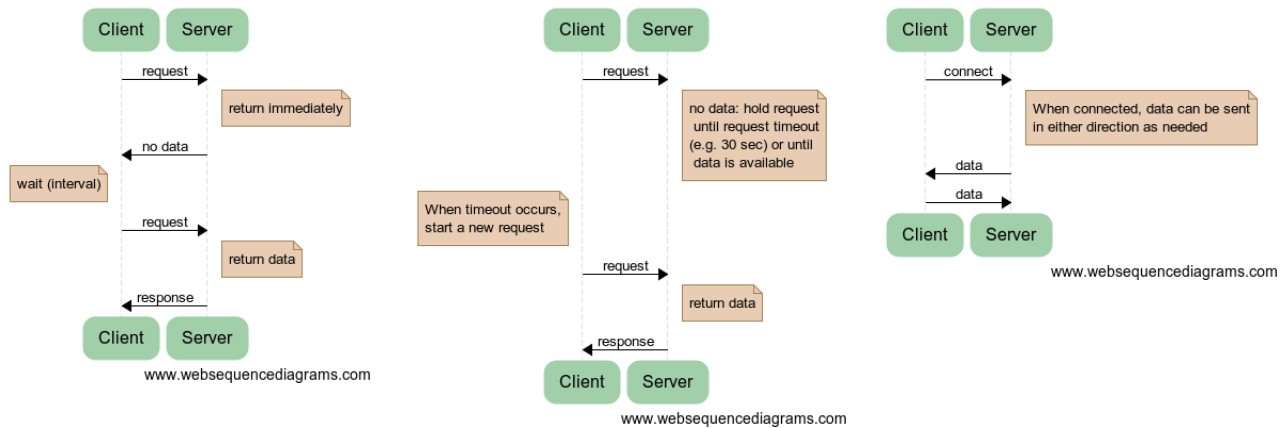 Client
Server
request
return immediately
no data
wait (interval)
request
return data
response
Client
Server
www.websequencediagrams.com
Client
Server
request
no data: hold request
until request timeout
(e.g. 30 sec) or until
data is available
When timeout occurs,
start a new request
request
return data
response
Client
Server
www.websequencediagrams.com
Client
Server
connect
When connected, data can be sent
in either direction as needed
data
data
Client
Server
www.websequencediagrams.com